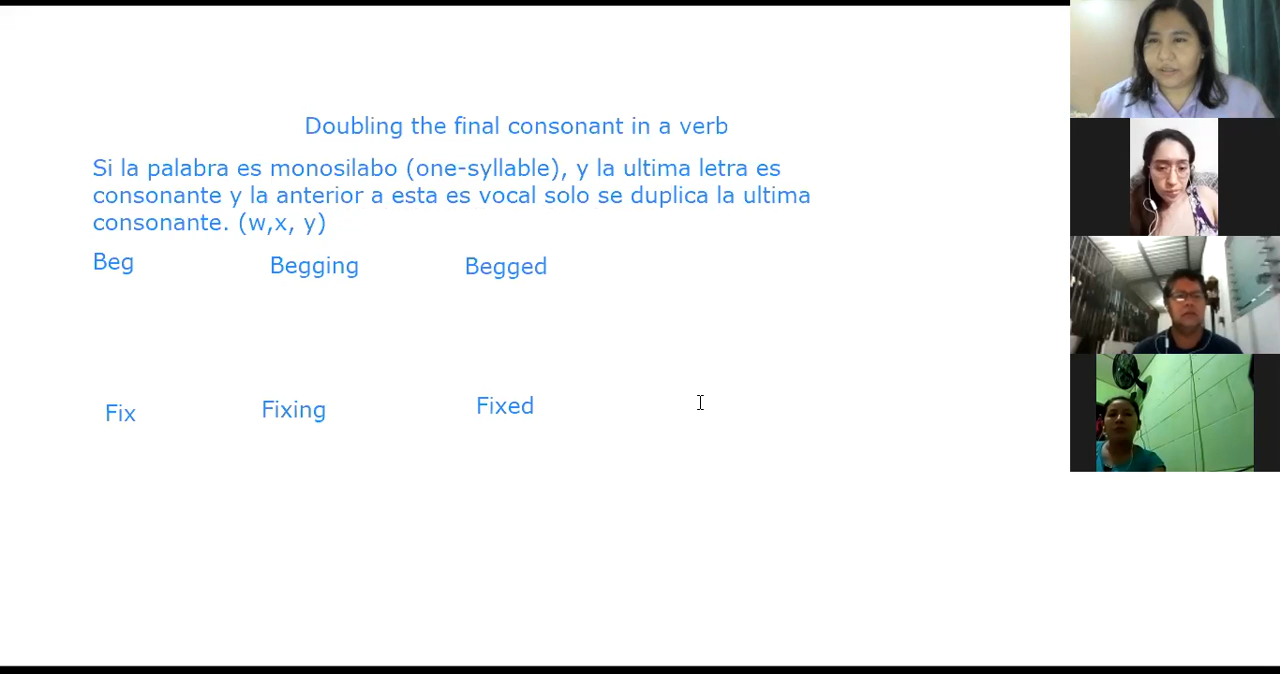 Doubling the final consonant in a verb
Si la palabra es monosilabo (one-syllable), y la ultima letra es
consonante y la anterior a esta es vocal solo se duplica la ultima
consonante. (w,x, y)
Beg Begging Begged
Fix Fixing Fixed